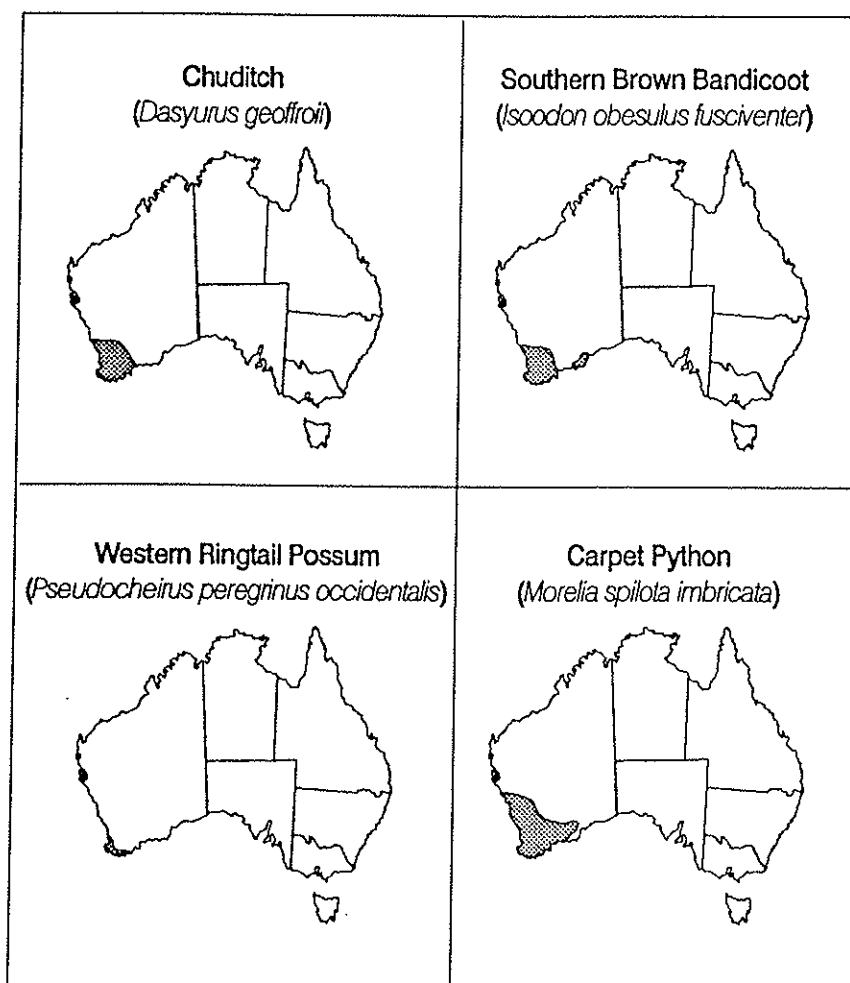 Chuditch
(Dasyurus geoffroii)
Southern Brown Bandicoot
(Isoodon obesulus fusciventer)
Western Ringtail Possum
(Pseudocheirus peregrinus occidentalis)
Carpet Python
(Morelia spilota imbricata)